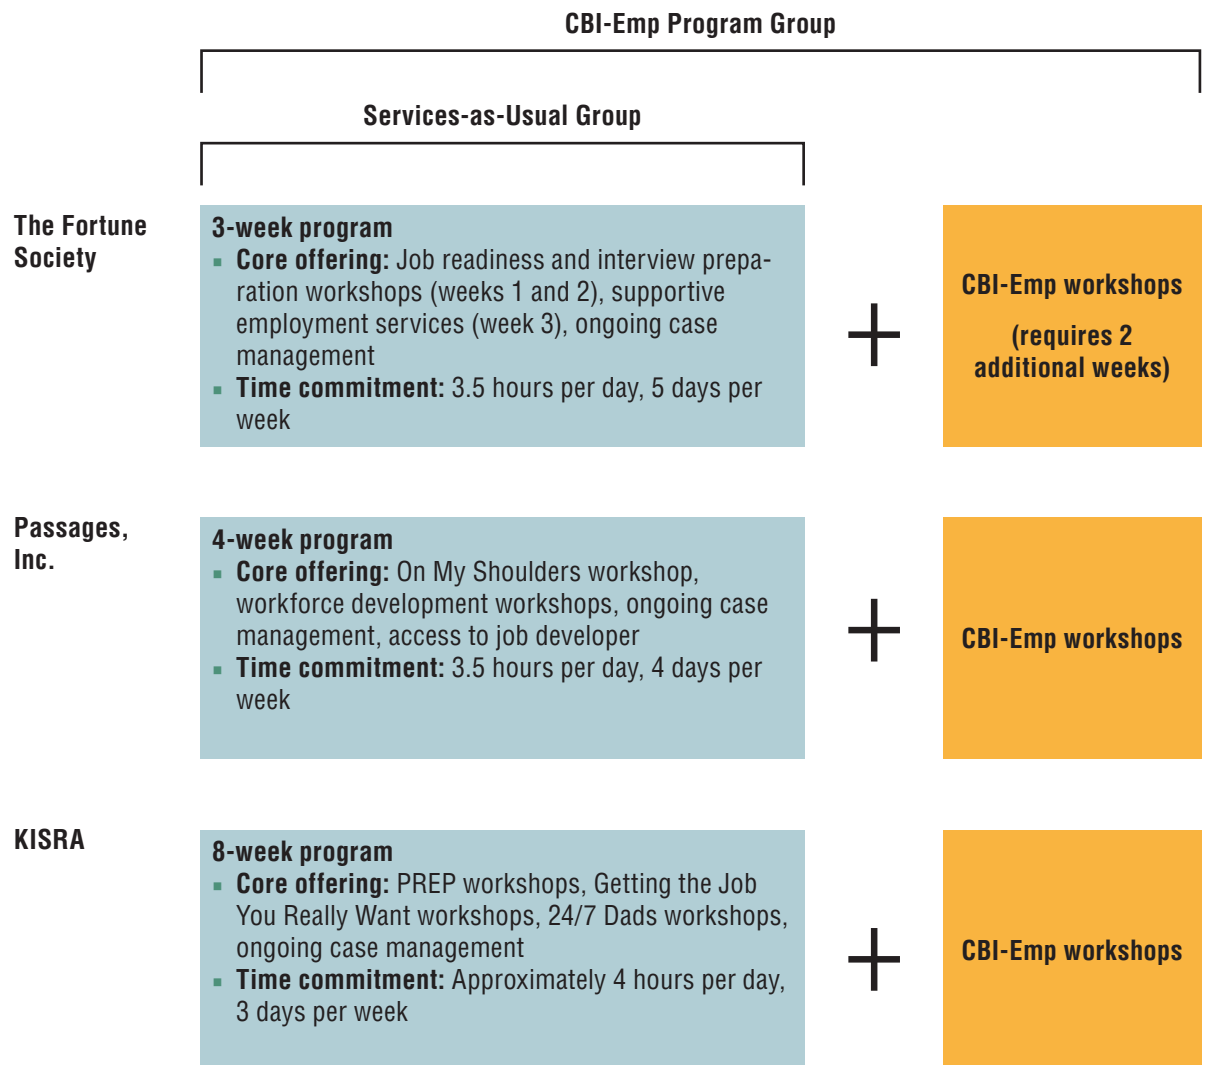 CBI-Emp Program Group
Services-as-Usual Group
The Fortune
Society
3-week program
▪ Core offering: Job readiness and interview prepa-
ration workshops (weeks 1 and 2), supportive
employment services (week 3), ongoing case
management
▪ Time commitment: 3.5 hours per day, 5 days per
week
+
CBI-Emp workshops
(requires 2
additional weeks)
Passages,
Inc.
4-week program
▪ Core offering: On My Shoulders workshop,
workforce development workshops, ongoing case
management, access to job developer
▪ Time commitment: 3.5 hours per day, 4 days per
week
+
CBI-Emp workshops
KISRA
8-week program
▪ Core offering: PREP workshops, Getting the Job
You Really Want workshops, 24/7 Dads workshops,
ongoing case management
▪ Time commitment: Approximately 4 hours per day,
3 days per week
+
CBI-Emp workshops